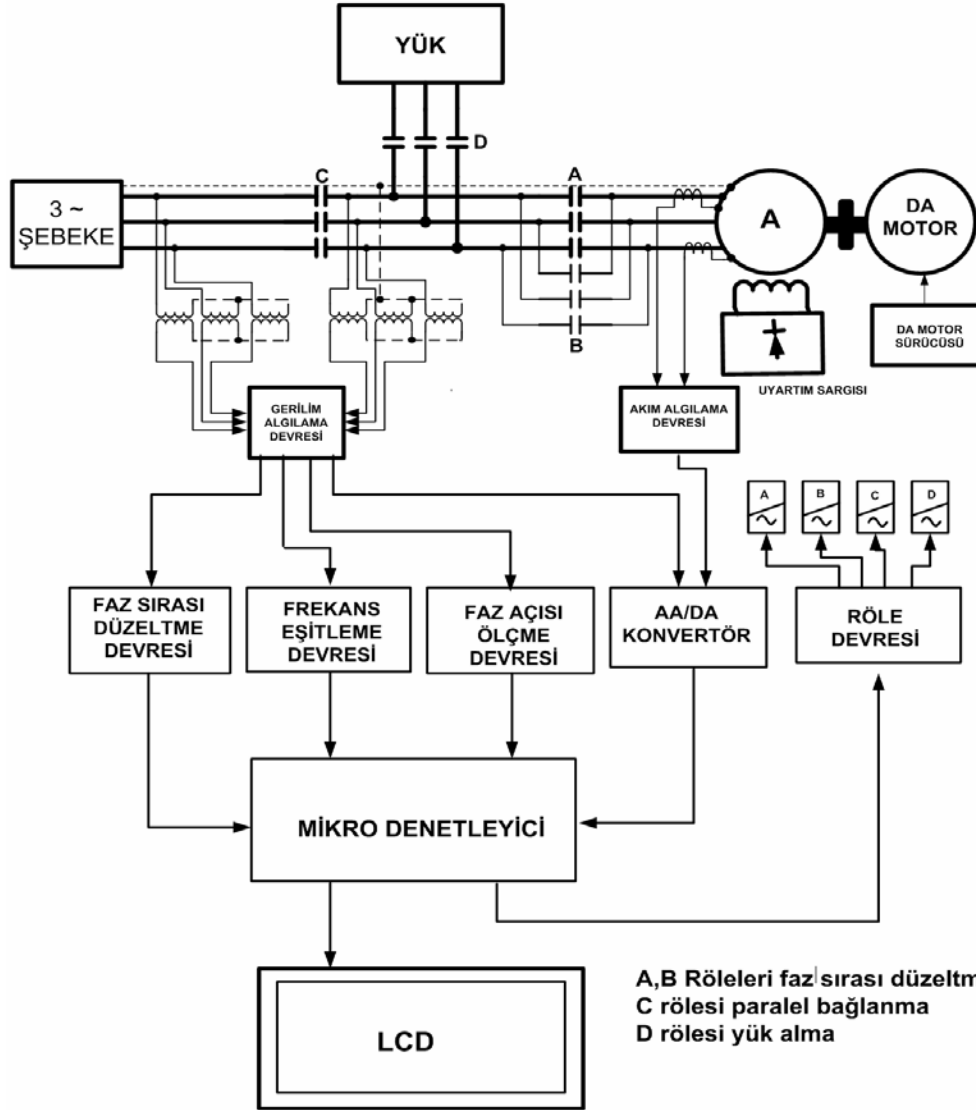 YÜK
D
C
A
3 ~
ŞEBEKE
A
DA
MOTOR
B
DA MOTOR
SÜRÜCÜSÜ
UYARTIM SARGISI
GERİLİM
ALGILAMA
DEVRESİ
AKIM ALGILAMA
DEVRESİ
A
B
C
D
FAZ SIRASI
DÜZELTME
DEVRESİ
FREKANS
EŞİTLEME
DEVRESİ
FAZ AÇISI
ÖLÇME
DEVRESİ
AA/DA
KONVERTÖR
RÖLE
DEVRESİ
MİKRO DENETLEYİCİ
LCD
A,B Röleleri faz sırası düzeltm
C rölesi paralel bağlanma
D rölesi yük alma